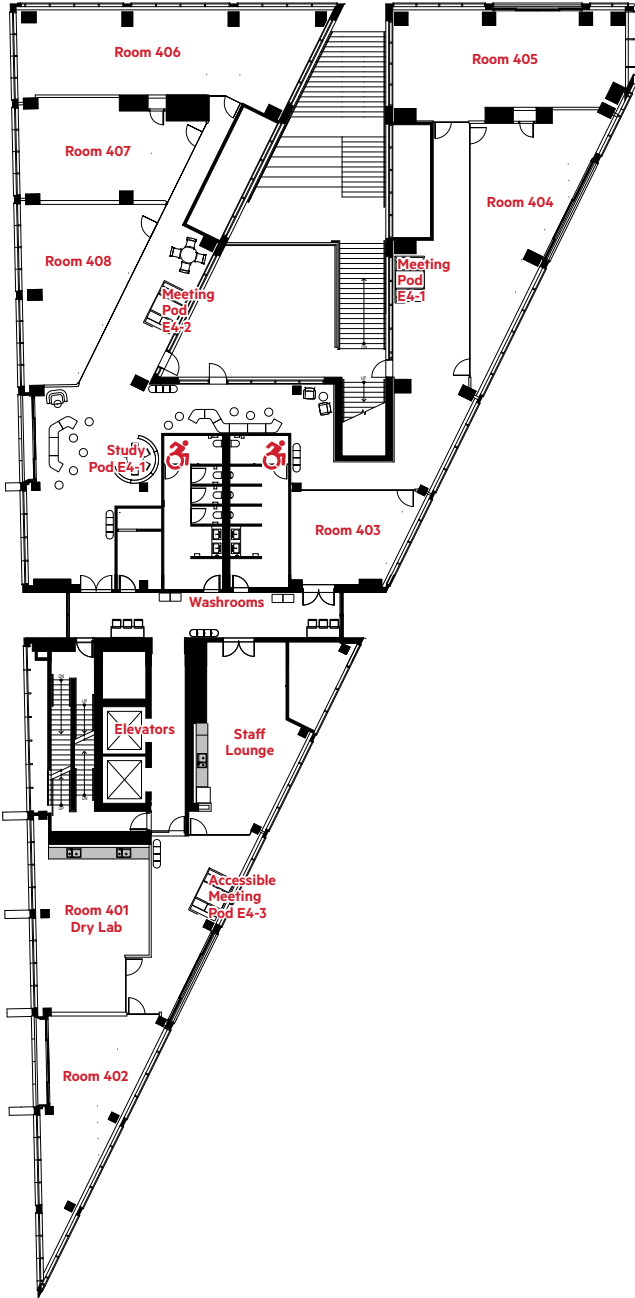 Room 406
Room 405
Room 407
Room 404
Room 408
Meeting
Pod
E4-1
Meeting
Pod
E4-2
Study
Pod E4-1
Room 403
Washrooms
Elevators
Staff
Lounge
Accessible
Meeting
Pod E4-3
Room 401
Dry Lab
Room 402